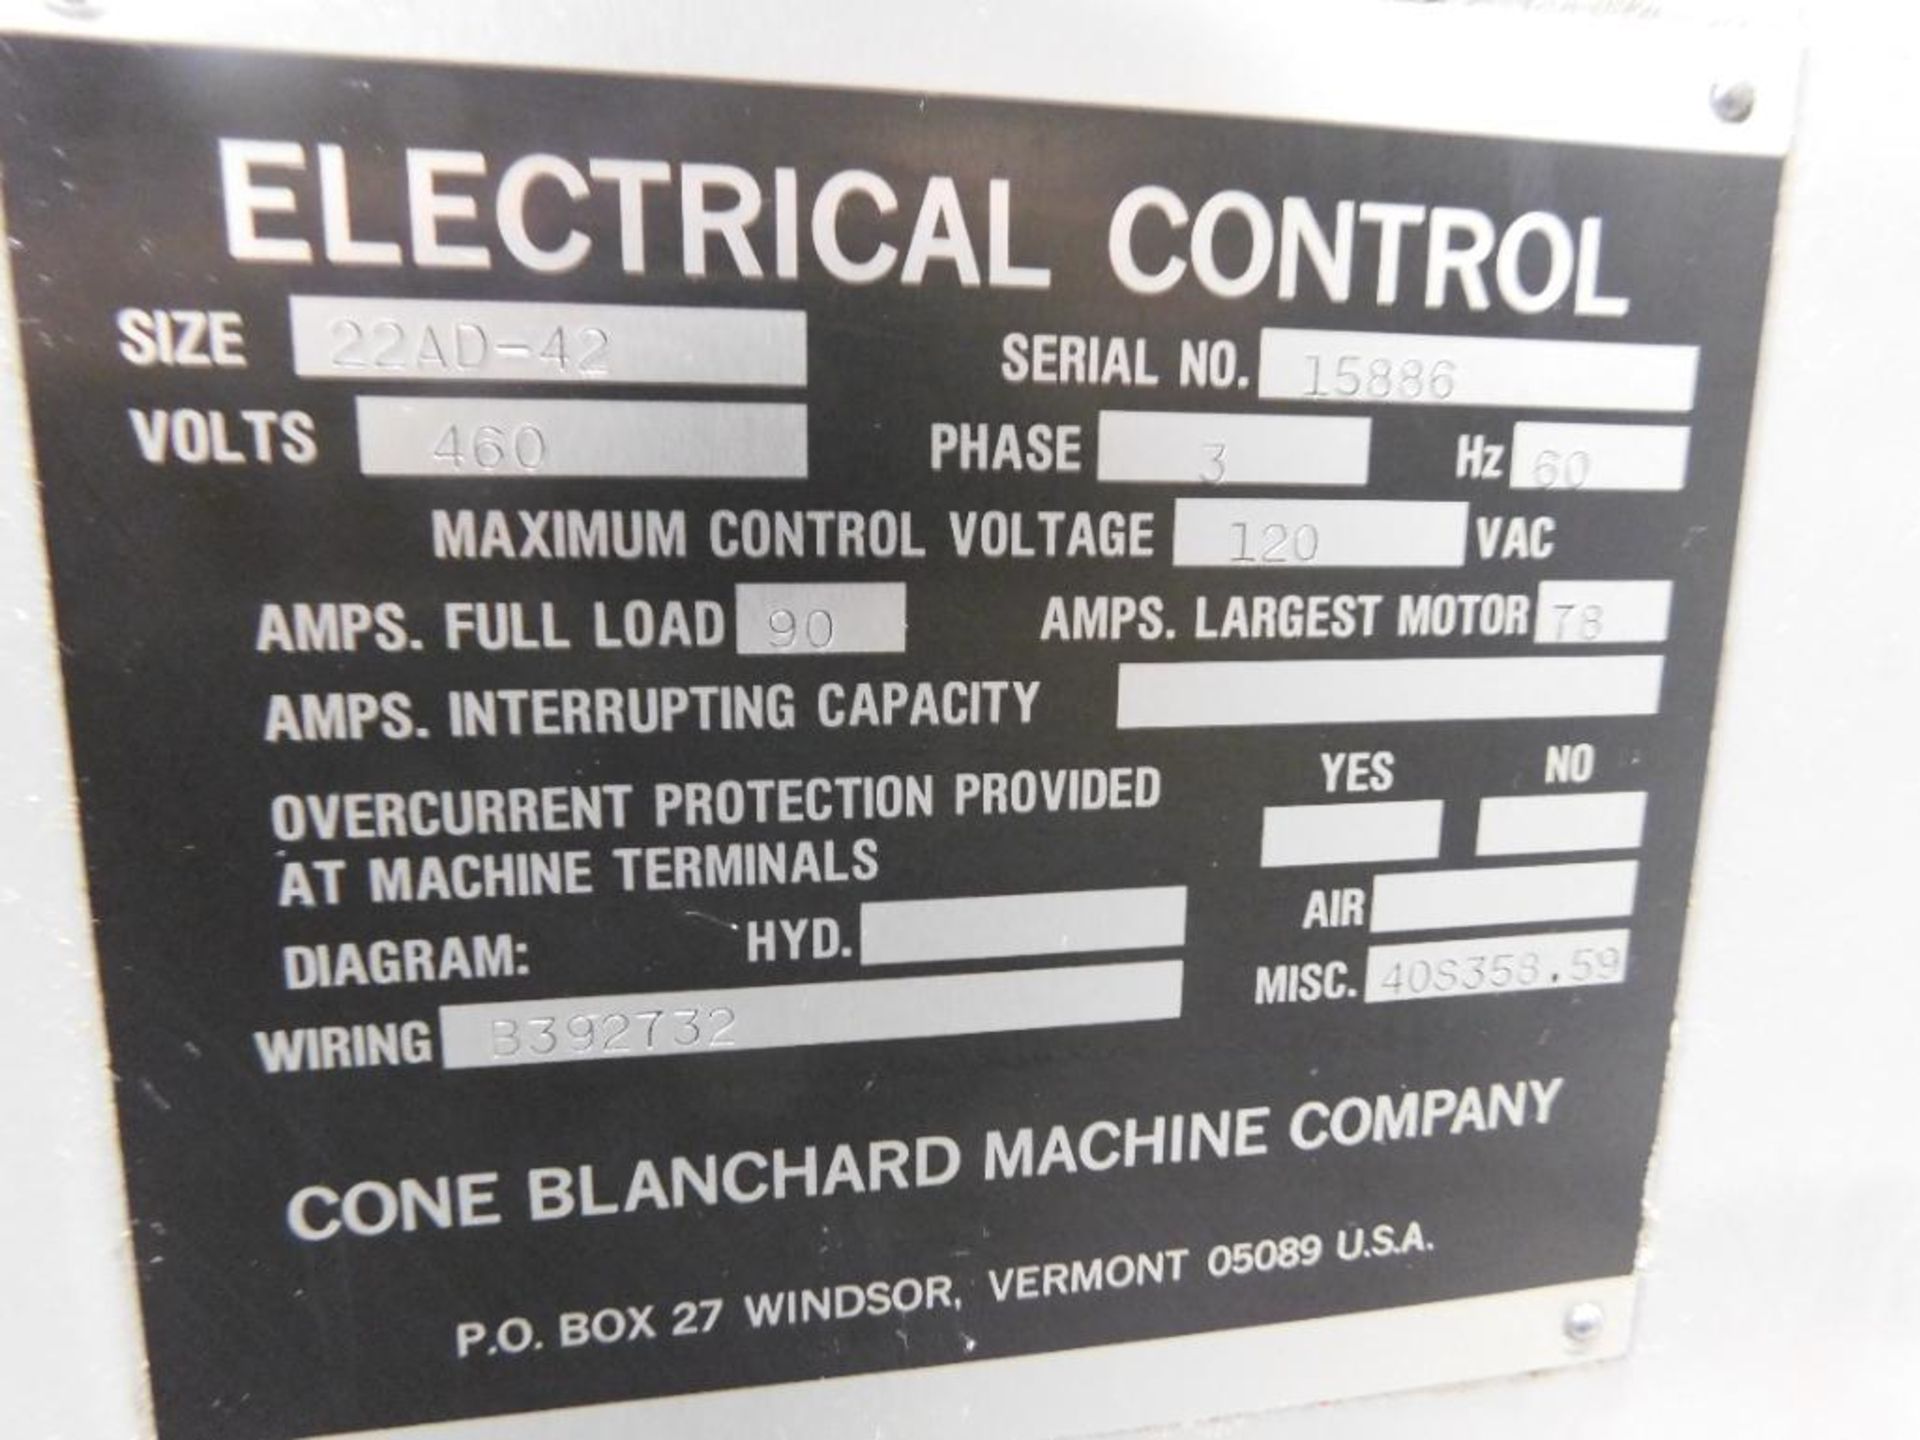 ELECTRICAL CONTROL
SIZE 22AD-42 SERIAL NO. 15886
VOLTS 460 PHASE 3 Hz 60
MAXIMUM CONTROL VOLTAGE 120 VAC
AMPS. FULL LOAD 90 AMPS. LARGEST MOTOR 78
AMPS. INTERRUPTING CAPACITY
YES NO
OVERCURRENT PROTECTION PROVIDED
AT MACHINE TERMINALS
DIAGRAM: HYD. AIR
WIRING B392732 MISC. 40S358.59
CONE BLANCHARD MACHINE COMPANY
P.O. BOX 27 WINDSOR, VERMONT 05089 U.S.A.